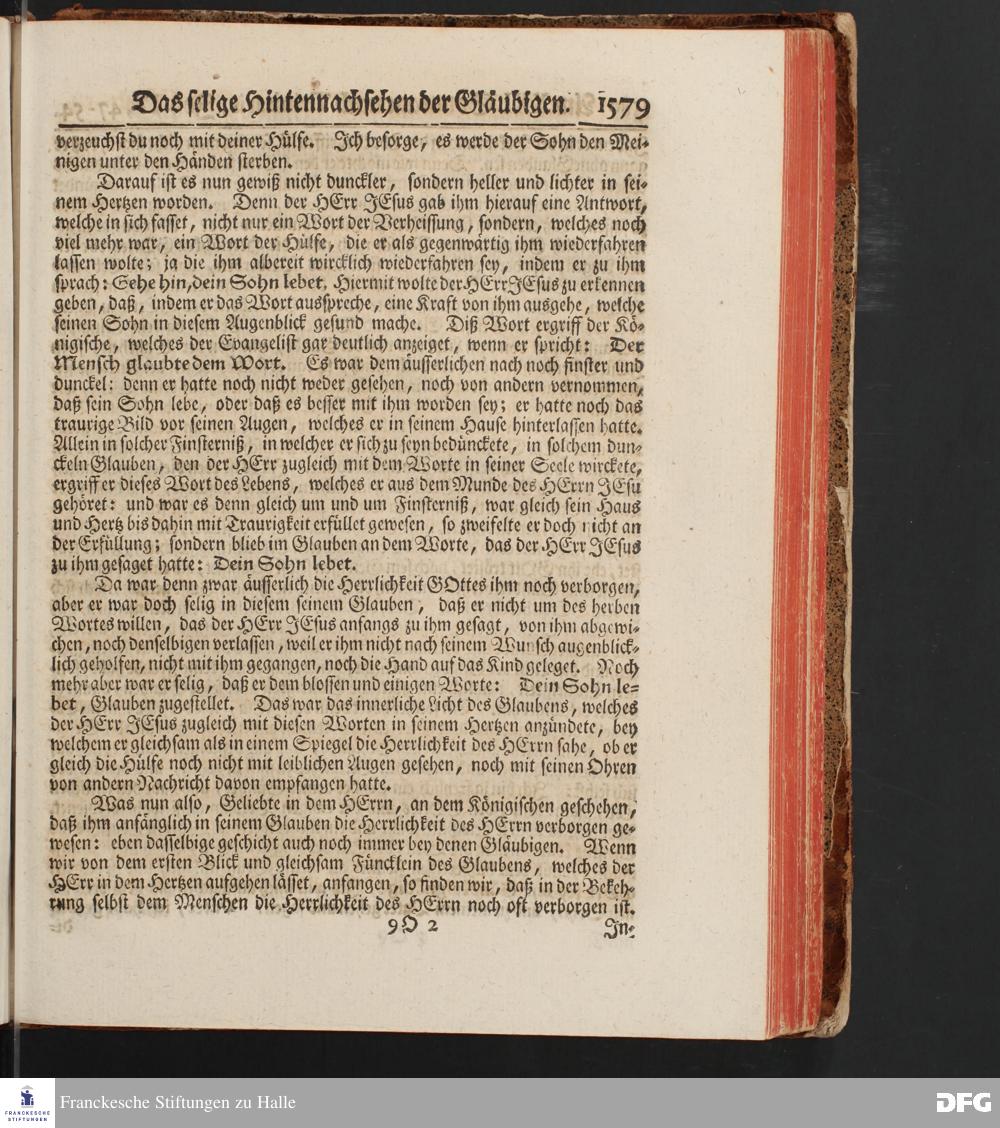 Das selige Hintennachsehen der Gläubigen. 1579
verzeuchst du noch mit deiner Hülfe. Ich besorge, es werde der Sohn den Mei-
nigen unter den Händen sterben.
Darauf ist es nun gewiß nicht dunckler, sondern heller und lichter in sei-
nem Hertzen worden. Denn der HErr JEsus gab ihm hierauf eine Antwort,
welche in sich fasset, nicht nur ein Wort der Verheissung, sondern, welches noch
viel mehr war, ein Wort der Hülfe, die er als gegenwärtig ihm wiederfahren
lassen wolte; ja die ihm albereit wircklich wiederfahren sey, indem er zu ihm
sprach: Gehe hin, dein Sohn lebet. Hiermit wolte der HErr JEsus zu erkennen
geben, daß, indem er das Wort ausspreche, eine Kraft von ihm ausgehe, welche
seinen Sohn in diesem Augenblick gesund mache. Diß Wort ergriff der Kö-
nigische, welches der Evangelist gar deutlich anzeiget, wenn er spricht: Der
Mensch glaubte dem Wort. Es war dem äusserlichen nach noch finster und
dunckel: denn er hatte noch nicht weder gesehen, noch von andern vernommen,
daß sein Sohn lebe, oder daß es besser mit ihm worden sey; er hatte noch das
traurige Bild vor seinen Augen, welches er in seinem Hause hinterlassen hatte.
Allein in solcher Finsterniß, in welcher er sich zu seyn bedünckete, in solchem dun-
ckeln Glauben, den der HErr zugleich mit dem Worte in seiner Seele wirckete,
ergriff er dieses Wort des Lebens, welches er aus dem Munde des HErrn JEsu
gehöret: und war es denn gleich um und um Finsterniß, war gleich sein Haus
und Hertz bis dahin mit Traurigkeit erfüllet gewesen, so zweifelte er doch nicht an
der Erfüllung; sondern blieb im Glauben an dem Worte, das der HErr JEsus
zu ihm gesaget hatte: Dein Sohn lebet.
Da war denn zwar äusserlich die Herrlichkeit GOttes ihm noch verborgen,
aber er war doch selig in diesem seinem Glauben, daß er nicht um des herben
Wortes willen, das der HErr JEsus anfangs zu ihm gesagt, von ihm abgewi-
chen, noch denselbigen verlassen, weil er ihm nicht nach seinem Wunsch augenblick-
lich geholfen, nicht mit ihm gegangen, noch die Hand auf das Kind geleget. Noch
mehr aber war er selig, daß er dem blossen und einigen Worte: Dein Sohn le-
bet, Glauben zugestellet. Das war das innerliche Licht des Glaubens, welches
der HErr JEsus zugleich mit diesen Worten in seinem Hertzen anzündete, bey
welchem er gleichsam als in einem Spiegel die Herrlichkeit des HErrn sahe, ob er
gleich die Hülfe noch nicht mit leiblichen Augen gesehen, noch mit seinen Ohren
von andern Nachricht davon empfangen hatte.
Was nun also, Geliebte in dem HErrn, an dem Königischen geschehen,
daß ihm anfänglich in seinem Glauben die Herrlichkeit des HErrn verborgen ge-
wesen: eben dasselbige geschicht auch noch immer bey denen Gläubigen. Wenn
wir von dem ersten Blick und gleichsam Füncklein des Glaubens, welches der
HErr in dem Hertzen aufgehen lässet, anfangen, so finden wir, daß in der Bekeh-
rung selbst dem Menschen die Herrlichkeit des HErrn noch oft verborgen ist.
9O 2 In-
FRANCKESCHE
STIFTUNGEN
Franckesche Stiftungen zu Halle
DFG